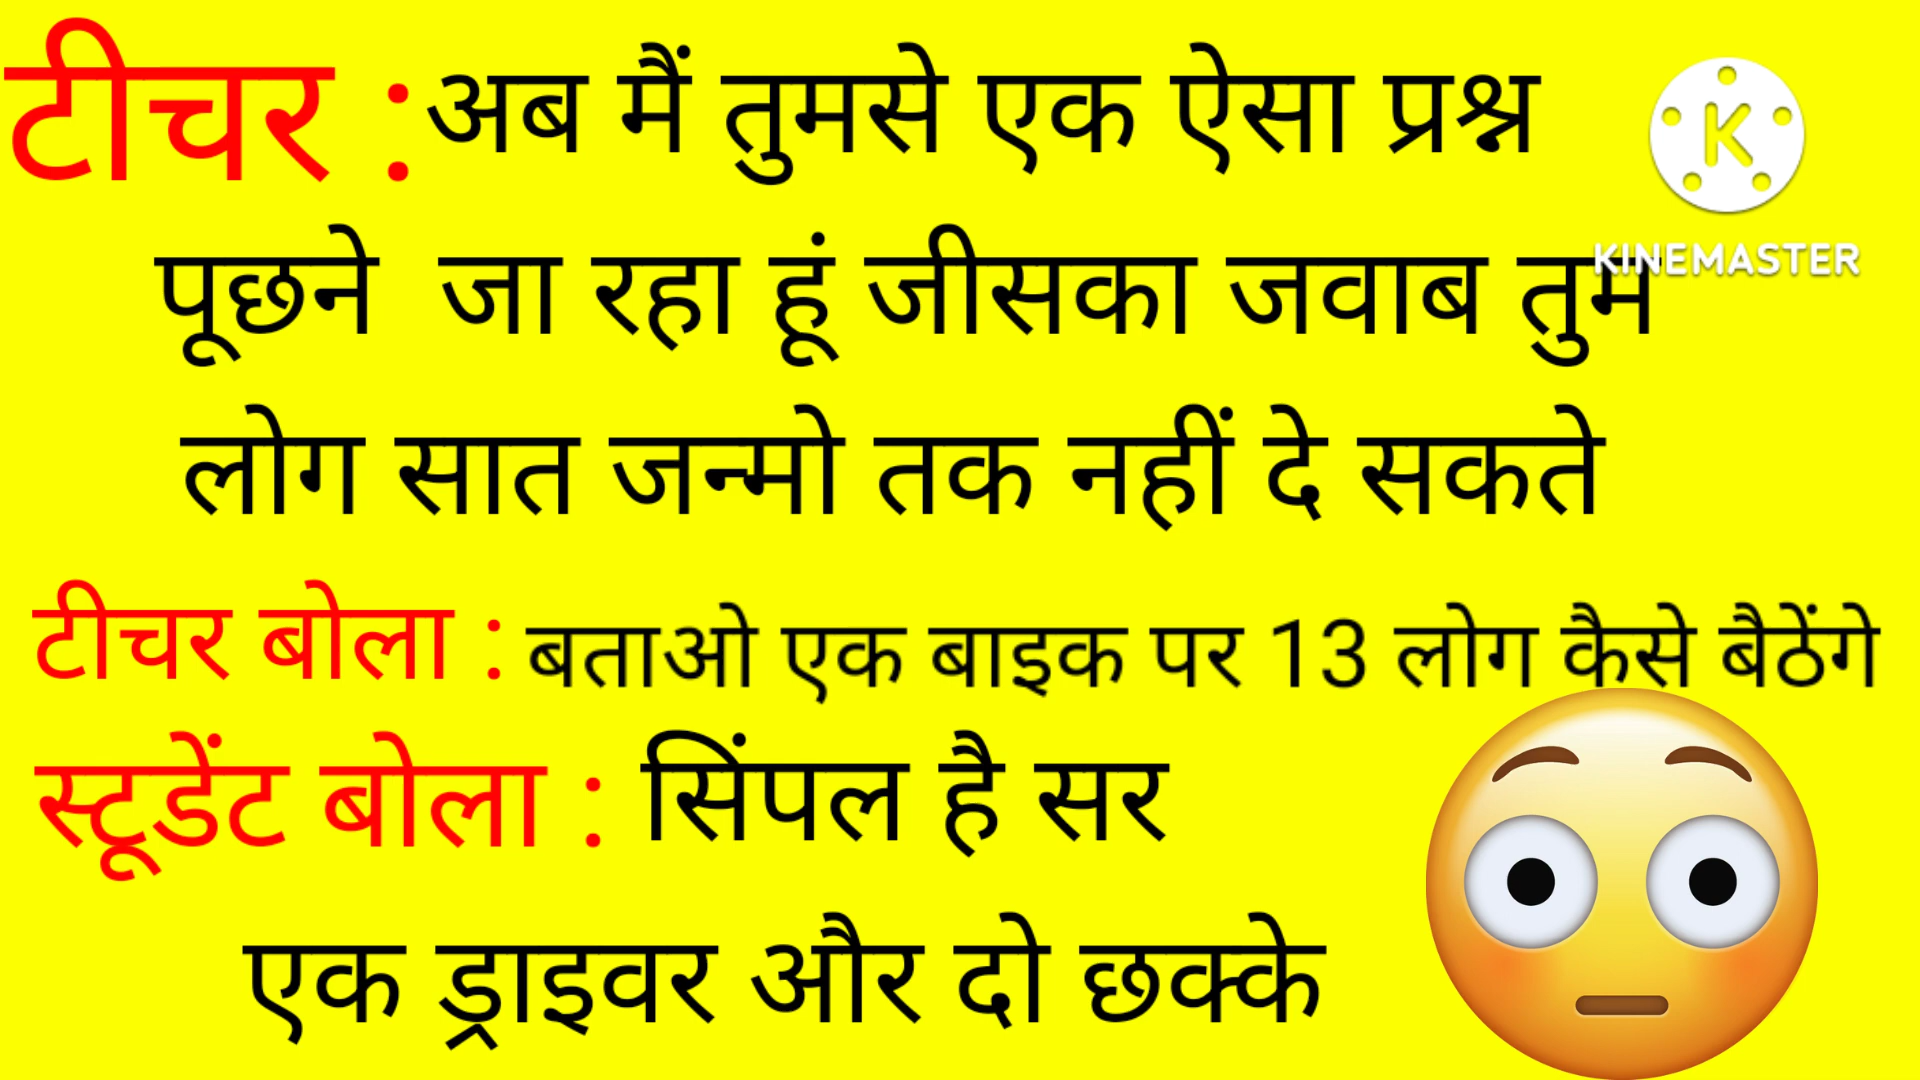 टीचर : अब मैं तुमसे एक ऐसा प्रश्न
पूछने जा रहा हूं जीसका जवाब तुम
लोग सात जन्मो तक नहीं दे सकते
टीचर बोला : बताओ एक बाइक पर 13 लोग कैसे बैठेंगे
स्टूडेंट बोला : सिंपल है सर
एक ड्राइवर और दो छक्के
K
KINEMASTER